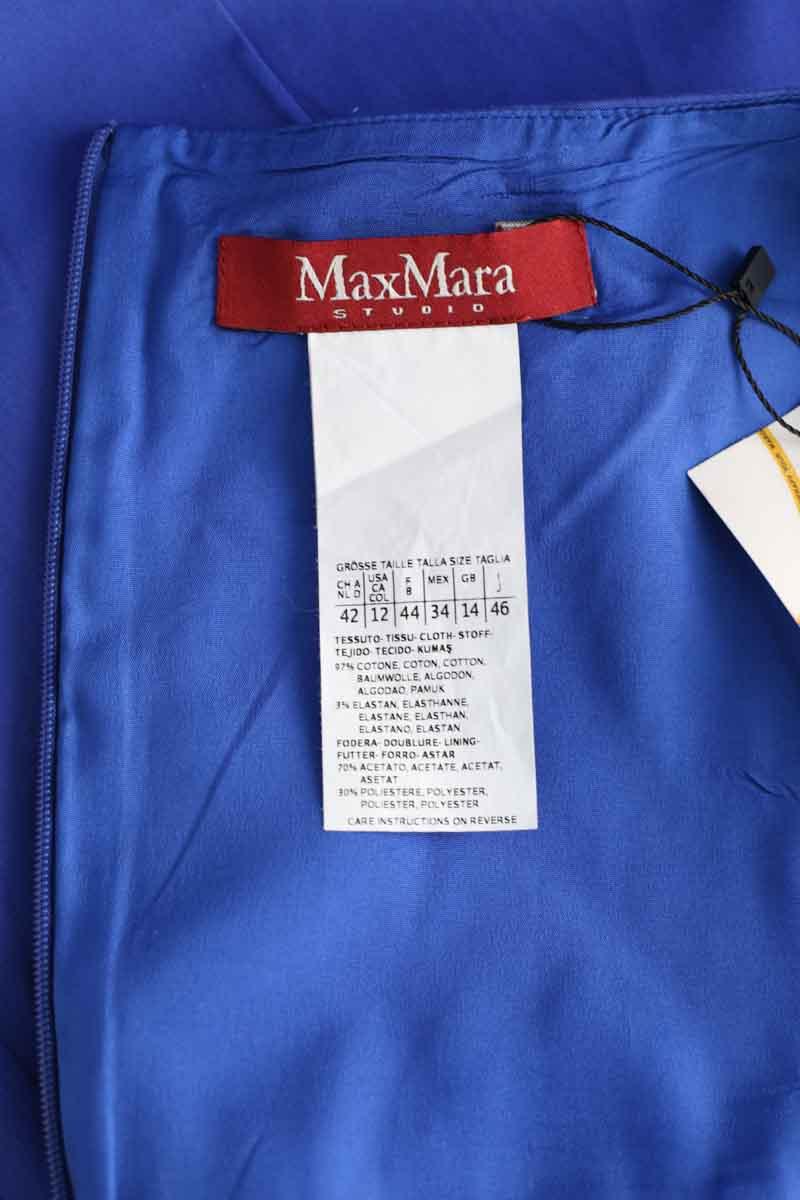 MaxMara
STUDIO
GRÖSSE TAILLE TALLA SIZE TAGLIA
CH A NL D USA CA COL F B MEX GB J
42 12 44 34 14 46
TESSUTO- TISSU- CLOTH- STOFF-
TEJIDO- TECIDO- KUMAŞ
97% COTONE, COTON, COTTON,
BAUMWOLLE, ALGODON,
ALGODAO, PAMUK
3% ELASTAN, ELASTHANNE,
ELASTANE, ELASTHAN,
ELASTANO, ELASTAN
FODERA- DOUBLURE- LINING-
FUTTER- FORRO- ASTAR
70% ACETATO, ACETATE, ACETAT,
ASETAT
30% POLIESTERE, POLYESTER,
POLIESTER, POLYESTER
CARE INSTRUCTIONS ON REVERSE